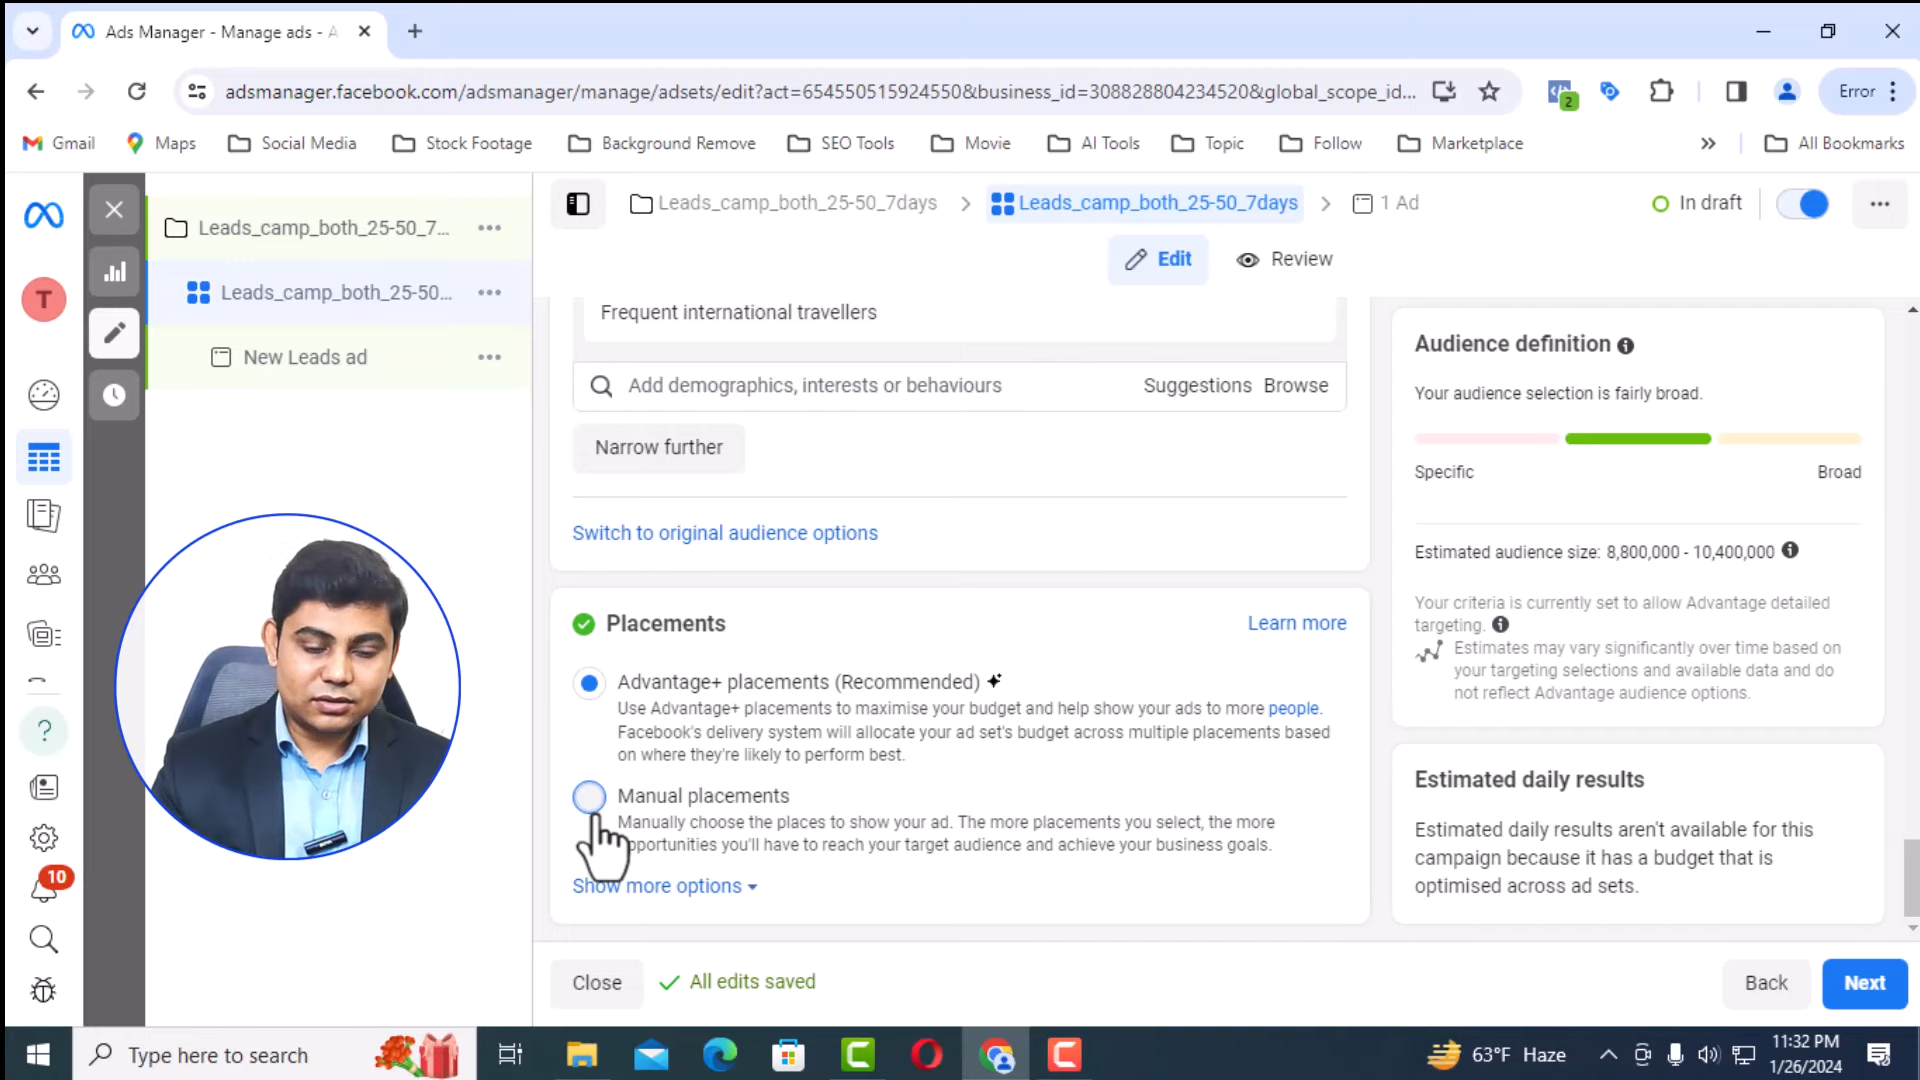 Ads Manager - Manage ads - A
adsmanager.facebook.com/adsmanager/manage/adsets/edit?act=654550515924550&business_id=308828804234520&global_scope_id...
2
Error
Gmail
Maps
Social Media
Stock Footage
Background Remove
SEO Tools
Movie
AI Tools
Topic
Follow
Marketplace
All Bookmarks
T
10
Leads_camp_both_25-50_7...
Leads_camp_both_25-50...
New Leads ad
Leads_camp_both_25-50_7days
Leads_camp_both_25-50_7days
1 Ad
In draft
Edit
Review
Frequent international travellers
Add demographics, interests or behaviours
Suggestions
Browse
Narrow further
Switch to original audience options
Placements
Learn more
Advantage+ placements (Recommended)
Use Advantage+ placements to maximise your budget and help show your ads to more people.
Facebook's delivery system will allocate your ad set's budget across multiple placements based
on where they're likely to perform best.
Manual placements
Manually choose the places to show your ad. The more placements you select, the more
opportunities you'll have to reach your target audience and achieve your business goals.
Show more options
Audience definition
Your audience selection is fairly broad.
Specific
Broad
Estimated audience size: 8,800,000 - 10,400,000
Your criteria is currently set to allow Advantage detailed
targeting.
Estimates may vary significantly over time based on
your targeting selections and available data and do
not reflect Advantage audience options.
Estimated daily results
Estimated daily results aren't available for this
campaign because it has a budget that is
optimised across ad sets.
Close
All edits saved
Back
Next
Type here to search
63°F Haze
11:32 PM
1/26/2024